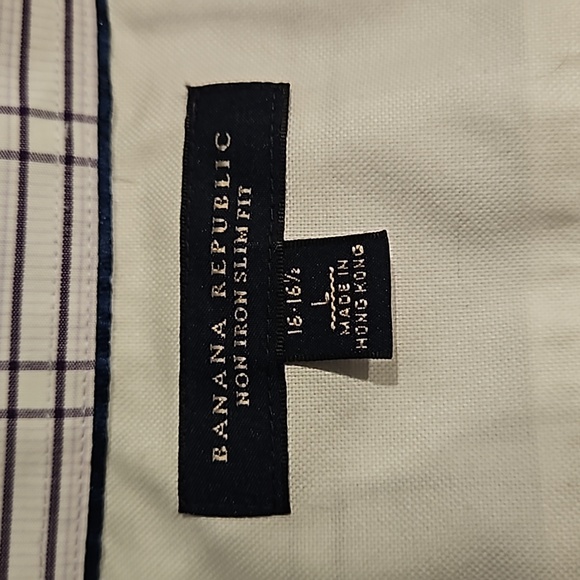 BANANA REPUBLIC
NON IRON SLIM FIT
16-16½
L
MADE IN
HONG KONG